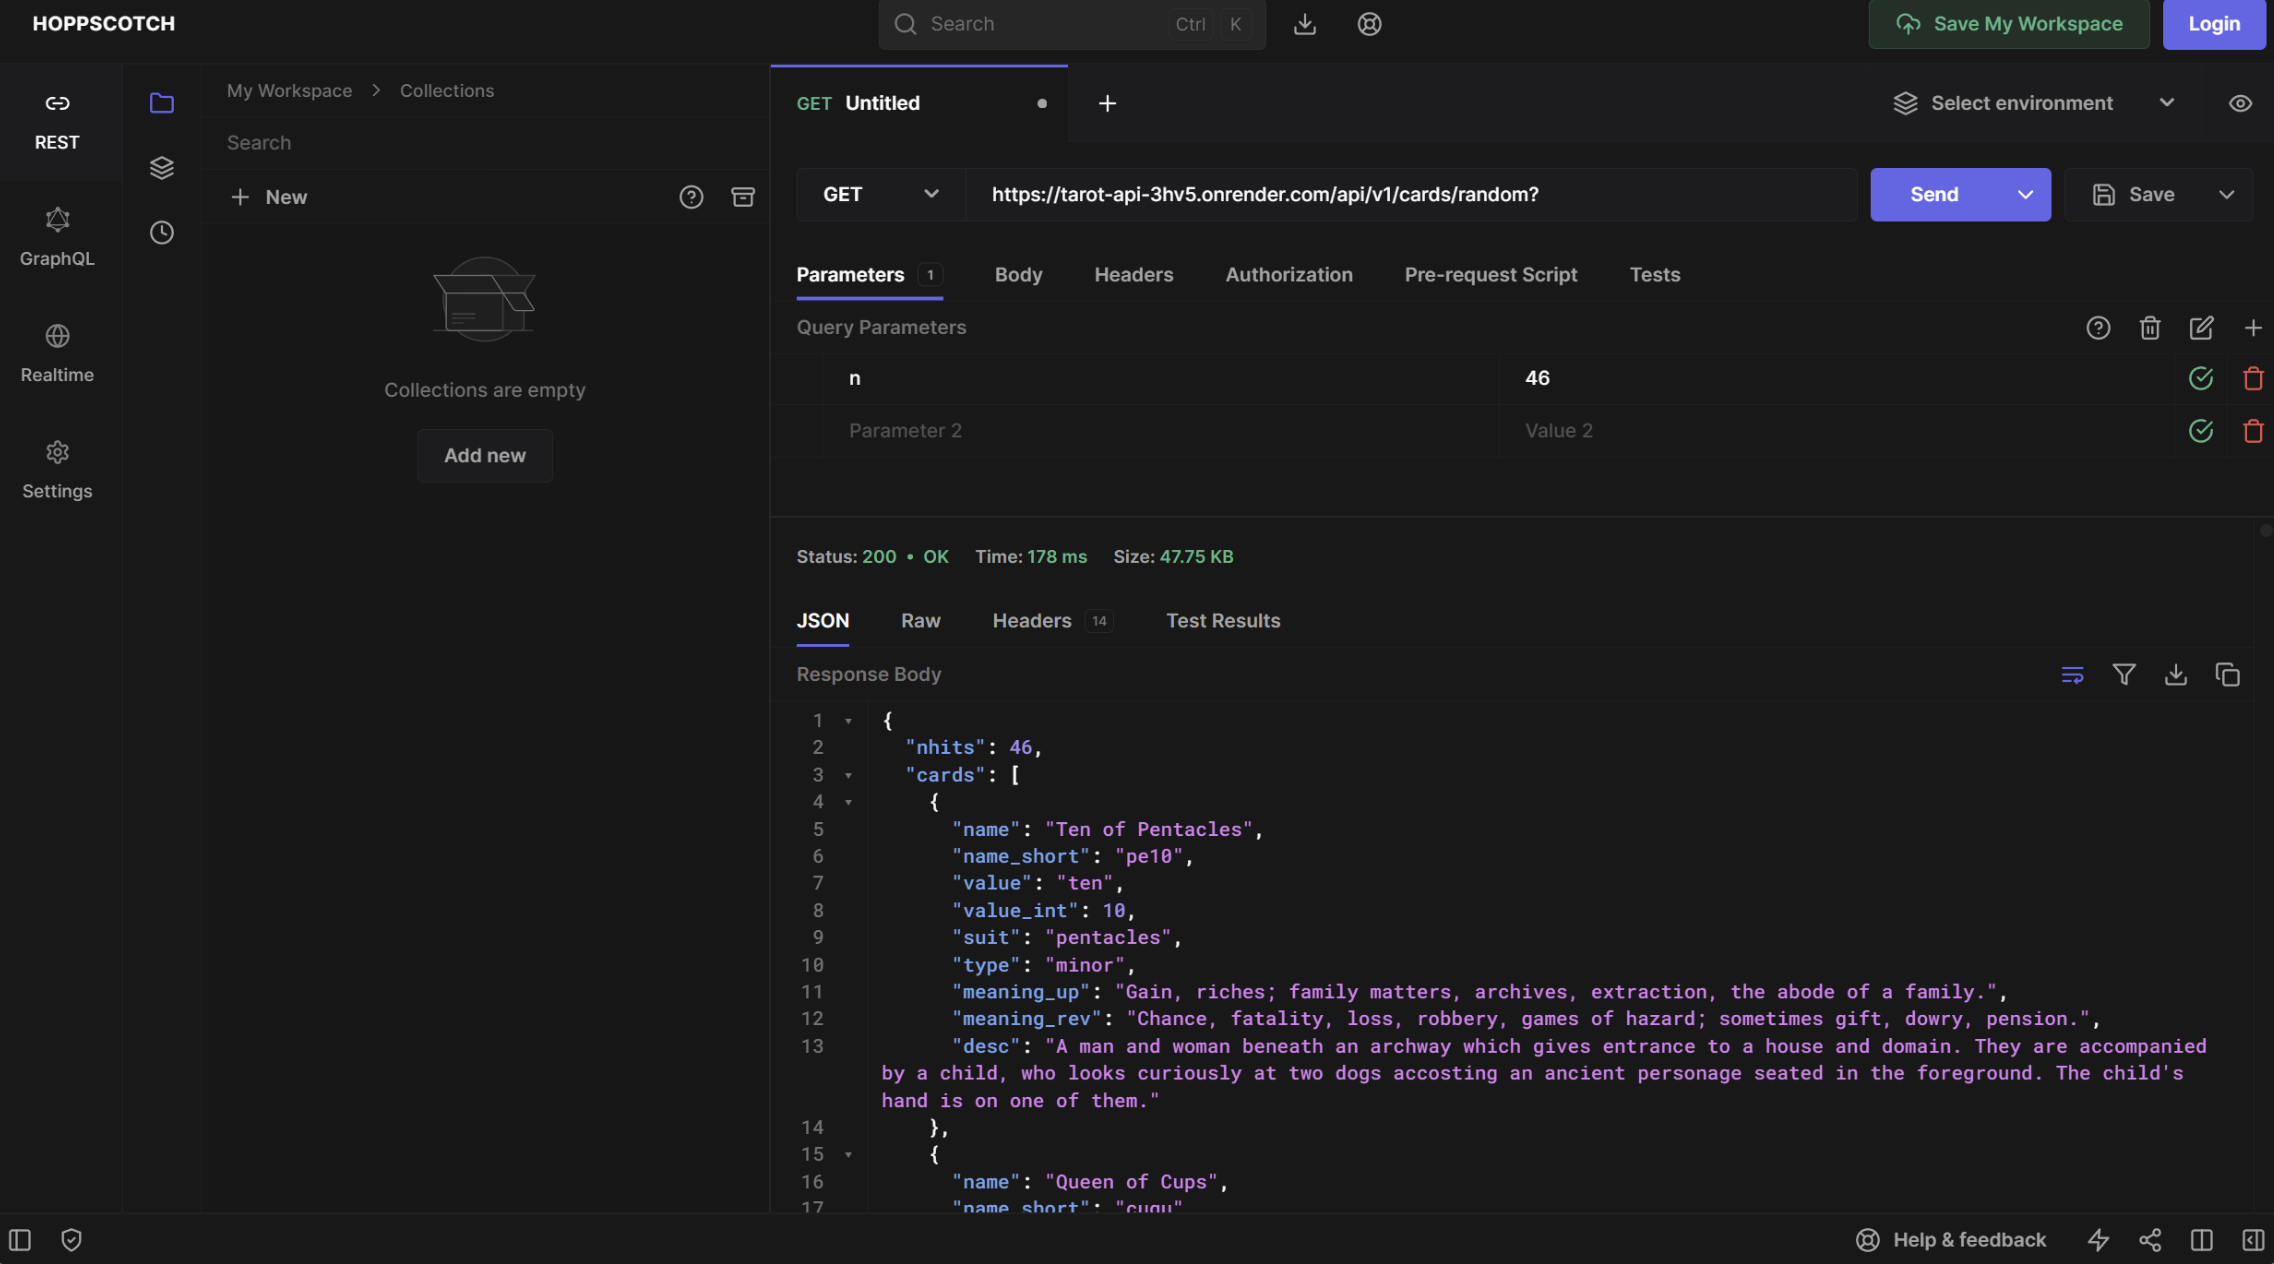 HOPPSCOTCH
Search Ctrl K
Save My Workspace
Login
REST
GraphQL
Realtime
Settings
My Workspace > Collections
Search
+ New
Collections are empty
Add new
GET Untitled
Select environment
GET
https://tarot-api-3hv5.onrender.com/api/v1/cards/random?
Send
Save
Parameters 1 Body Headers Authorization Pre-request Script Tests
Query Parameters
n 46
Parameter 2 Value 2
Status: 200 • OK Time: 178 ms Size: 47.75 KB
JSON Raw Headers 14 Test Results
Response Body
1 {
2 "nhits": 46,
3 "cards": [
4 {
5 "name": "Ten of Pentacles",
6 "name_short": "pe10",
7 "value": "ten",
8 "value_int": 10,
9 "suit": "pentacles",
10 "type": "minor",
11 "meaning_up": "Gain, riches; family matters, archives, extraction, the abode of a family.",
12 "meaning_rev": "Chance, fatality, loss, robbery, games of hazard; sometimes gift, dowry, pension.",
13 "desc": "A man and woman beneath an archway which gives entrance to a house and domain. They are accompanied
by a child, who looks curiously at two dogs accosting an ancient personage seated in the foreground. The child's
hand is on one of them."
14 },
15 {
16 "name": "Queen of Cups",
17 "name_short": "cuqu"
Help & feedback